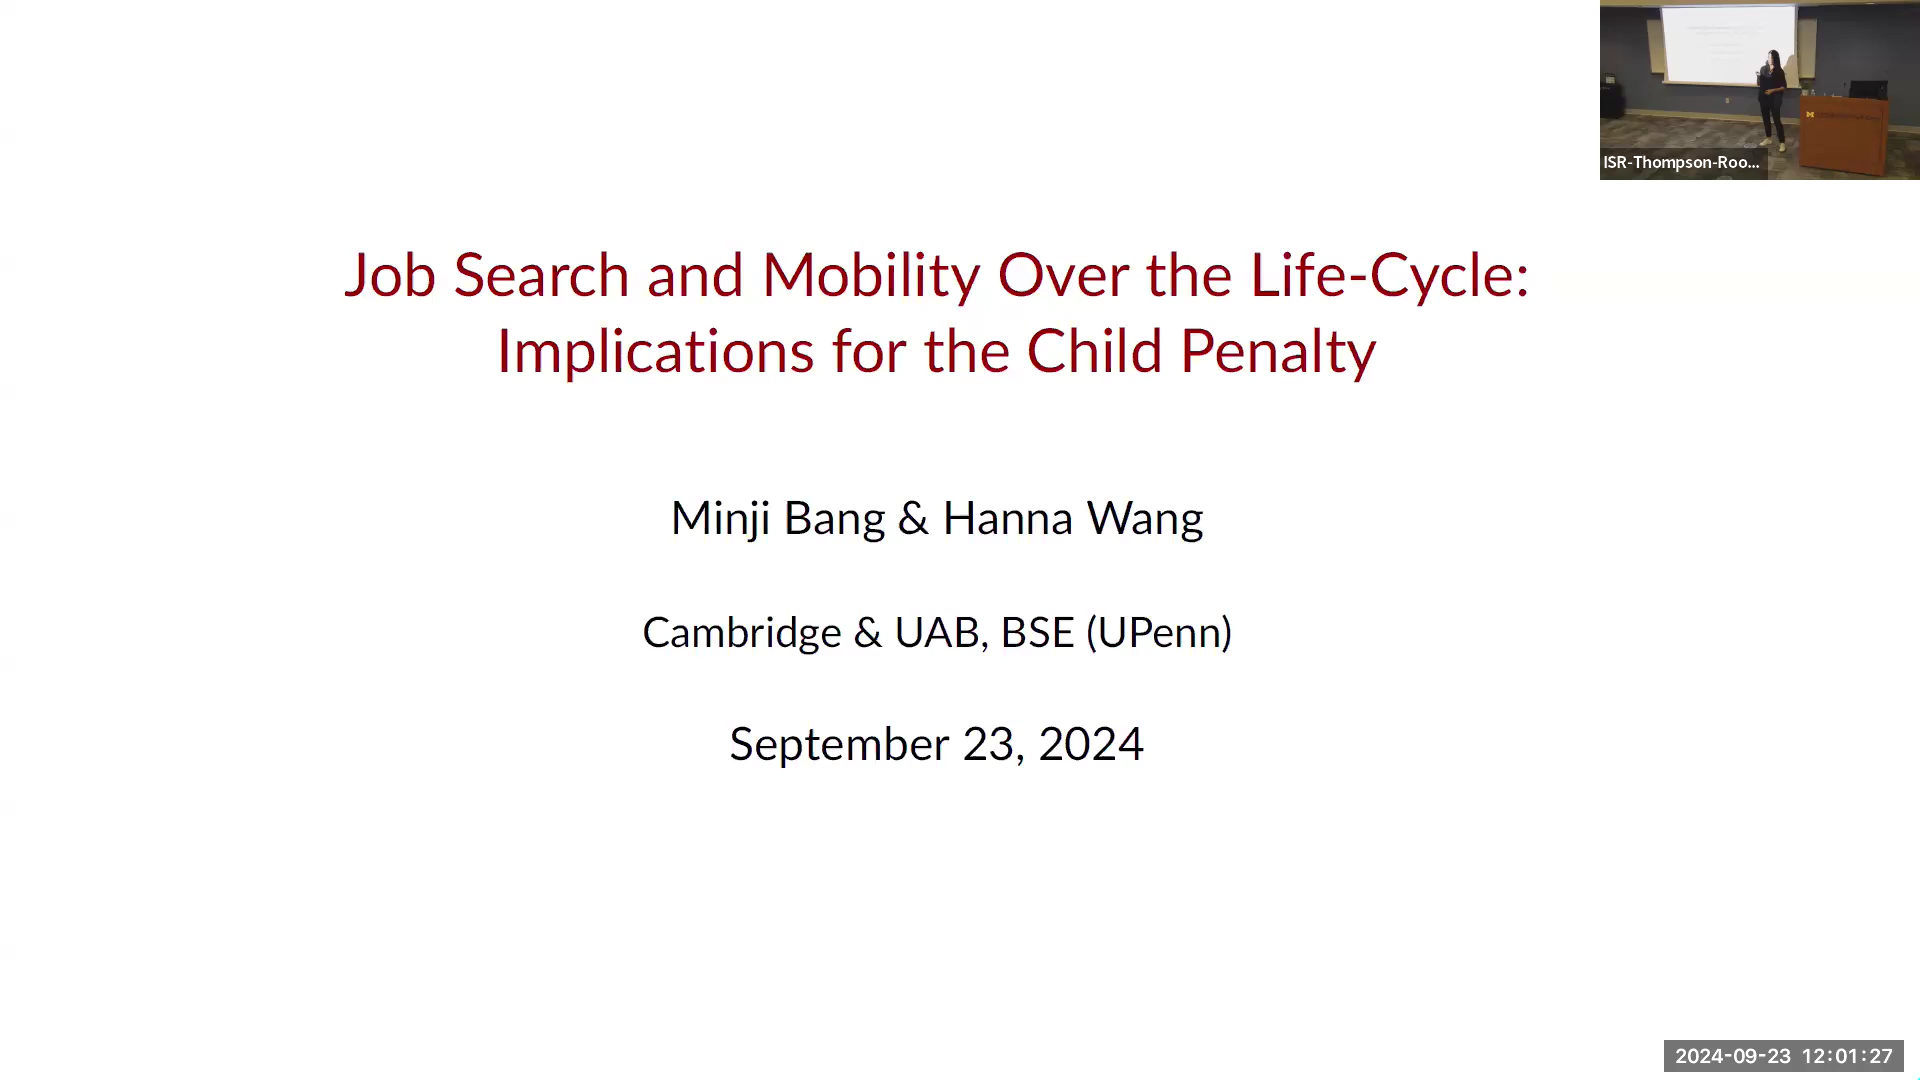 ISR-Thompson-Roo...
Job Search and Mobility Over the Life-Cycle:
Implications for the Child Penalty
Minji Bang & Hanna Wang
Cambridge & UAB, BSE (UPenn)
September 23, 2024
2024-09-23 12:01:27